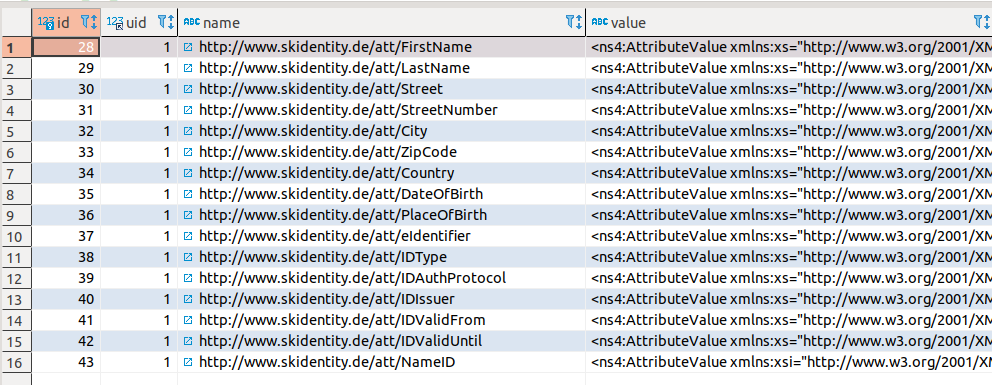 123 id uid ABC name ABC value
1 28 1 http://www.skidentity.de/att/FirstName <ns4:AttributeValue xmlns:xs="http://www.w3.org/2001/XM
2 29 1 http://www.skidentity.de/att/LastName <ns4:AttributeValue xmlns:xs="http://www.w3.org/2001/XM
3 30 1 http://www.skidentity.de/att/Street <ns4:AttributeValue xmlns:xs="http://www.w3.org/2001/XM
4 31 1 http://www.skidentity.de/att/StreetNumber <ns4:AttributeValue xmlns:xs="http://www.w3.org/2001/XM
5 32 1 http://www.skidentity.de/att/City <ns4:AttributeValue xmlns:xs="http://www.w3.org/2001/XM
6 33 1 http://www.skidentity.de/att/ZipCode <ns4:AttributeValue xmlns:xs="http://www.w3.org/2001/XM
7 34 1 http://www.skidentity.de/att/Country <ns4:AttributeValue xmlns:xs="http://www.w3.org/2001/XM
8 35 1 http://www.skidentity.de/att/DateOfBirth <ns4:AttributeValue xmlns:xs="http://www.w3.org/2001/XM
9 36 1 http://www.skidentity.de/att/PlaceOfBirth <ns4:AttributeValue xmlns:xs="http://www.w3.org/2001/XM
10 37 1 http://www.skidentity.de/att/eIdentifier <ns4:AttributeValue xmlns:xs="http://www.w3.org/2001/XM
11 38 1 http://www.skidentity.de/att/IDType <ns4:AttributeValue xmlns:xs="http://www.w3.org/2001/XM
12 39 1 http://www.skidentity.de/att/IDAuthProtocol <ns4:AttributeValue xmlns:xs="http://www.w3.org/2001/XM
13 40 1 http://www.skidentity.de/att/IDIssuer <ns4:AttributeValue xmlns:xs="http://www.w3.org/2001/XM
14 41 1 http://www.skidentity.de/att/IDValidFrom <ns4:AttributeValue xmlns:xs="http://www.w3.org/2001/XM
15 42 1 http://www.skidentity.de/att/IDValidUntil <ns4:AttributeValue xmlns:xs="http://www.w3.org/2001/XM
16 43 1 http://www.skidentity.de/att/NameID <ns4:AttributeValue xmlns:xsi="http://www.w3.org/2001/XM